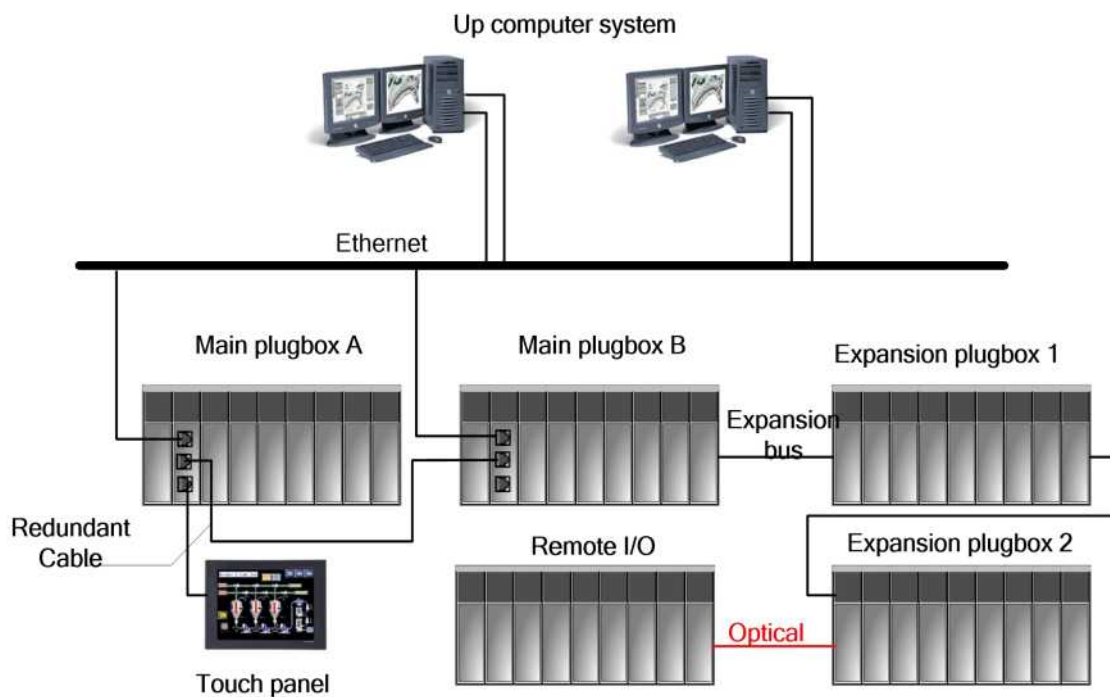 Up computer system
Ethernet
Main plugbox A
Main plugbox B
Expansion plugbox 1
Expansion
bus
Redundant
Cable
Remote I/O
Expansion plugbox 2
Optical
Touch panel